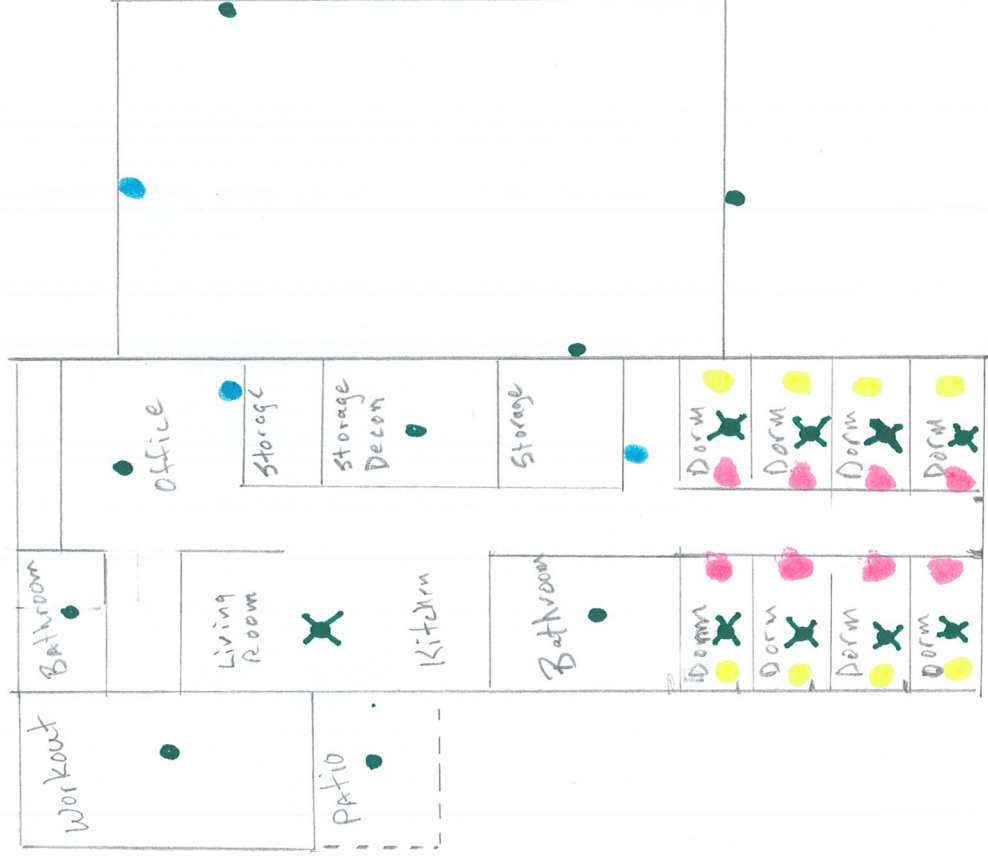 Workout
Bathroom
Office
Living
Room
Storage
Patio
Storage
Decon
Kitchen
Storage
Bathroom
Dorm
Dorm
Dorm
Dorm
Dorm
Dorm
Dorm
Dorm